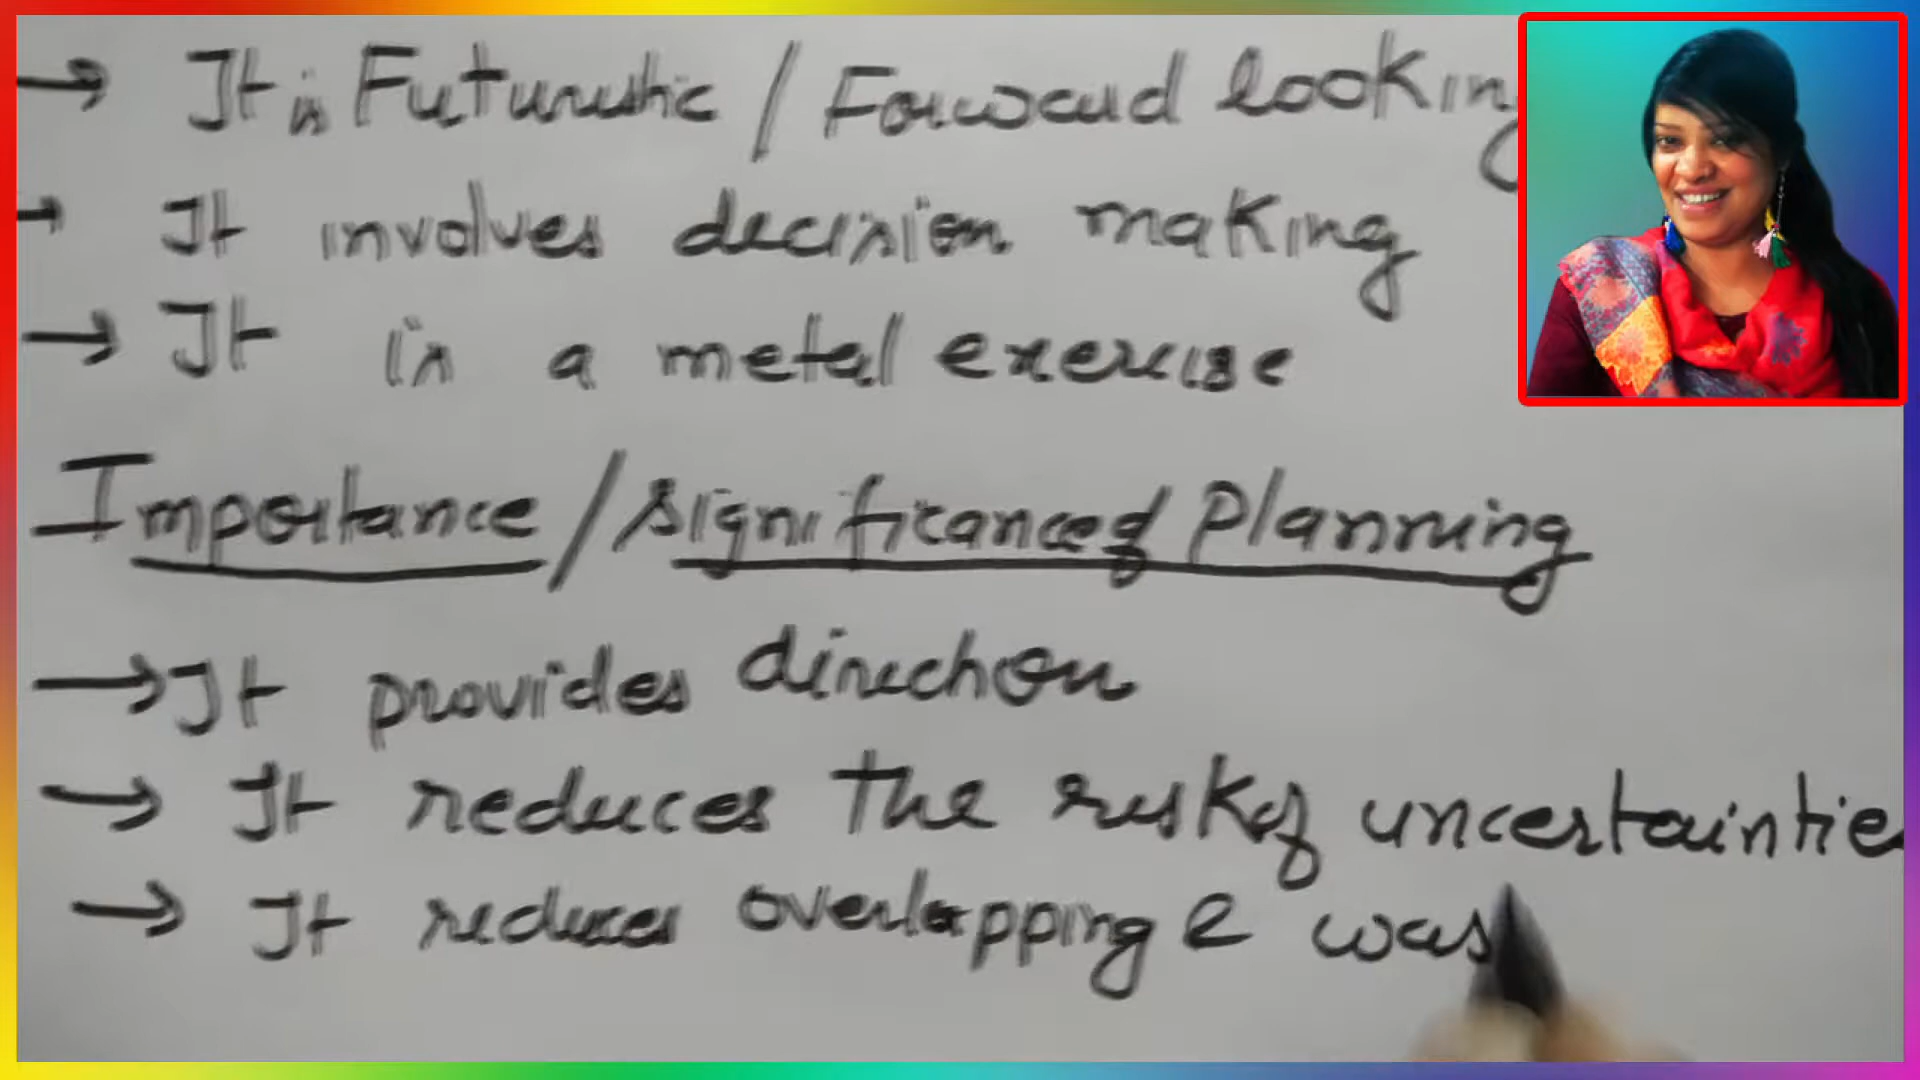 → It is Futuristic / Forward looking
→ It involves decision making
→ It is a metal exercise
Importance / significance of Planning
→ It provides direction
→ It reduces the risk of uncertaintie
→ It reduces overlapping & was